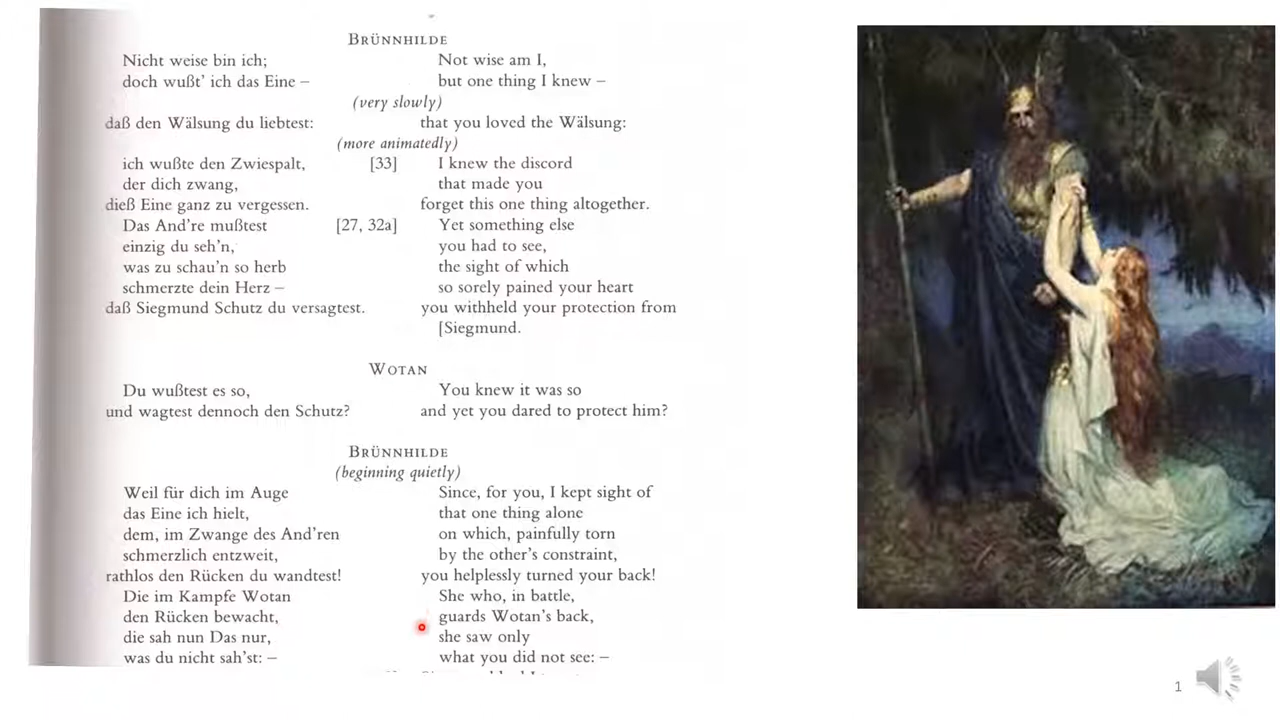 BRÜNNHILDE
Nicht weise bin ich; Not wise am I,
doch wußt' ich das Eine – but one thing I knew –
(very slowly)
daß den Wälsung du liebtest: that you loved the Wälsung:
(more animatedly)
ich wußte den Zwiespalt, [33] I knew the discord
der dich zwang, that made you
dieß Eine ganz zu vergessen. forget this one thing altogether.
Das And're mußtest [27, 32a] Yet something else
einzig du seh'n, you had to see,
was zu schau'n so herb the sight of which
schmerzte dein Herz – so sorely pained your heart
daß Siegmund Schutz du versagtest. you withheld your protection from
[Siegmund.
WOTAN
Du wußtest es so, You knew it was so
und wagtest dennoch den Schutz? and yet you dared to protect him?
BRÜNNHILDE
(beginning quietly)
Weil für dich im Auge Since, for you, I kept sight of
das Eine ich hielt, that one thing alone
dem, im Zwange des And'ren on which, painfully torn
schmerzlich entzweit, by the other's constraint,
rathlos den Rücken du wandtest! you helplessly turned your back!
Die im Kampfe Wotan She who, in battle,
den Rücken bewacht, guards Wotan's back,
die sah nun Das nur, she saw only
was du nicht sah'st: – what you did not see: –
1